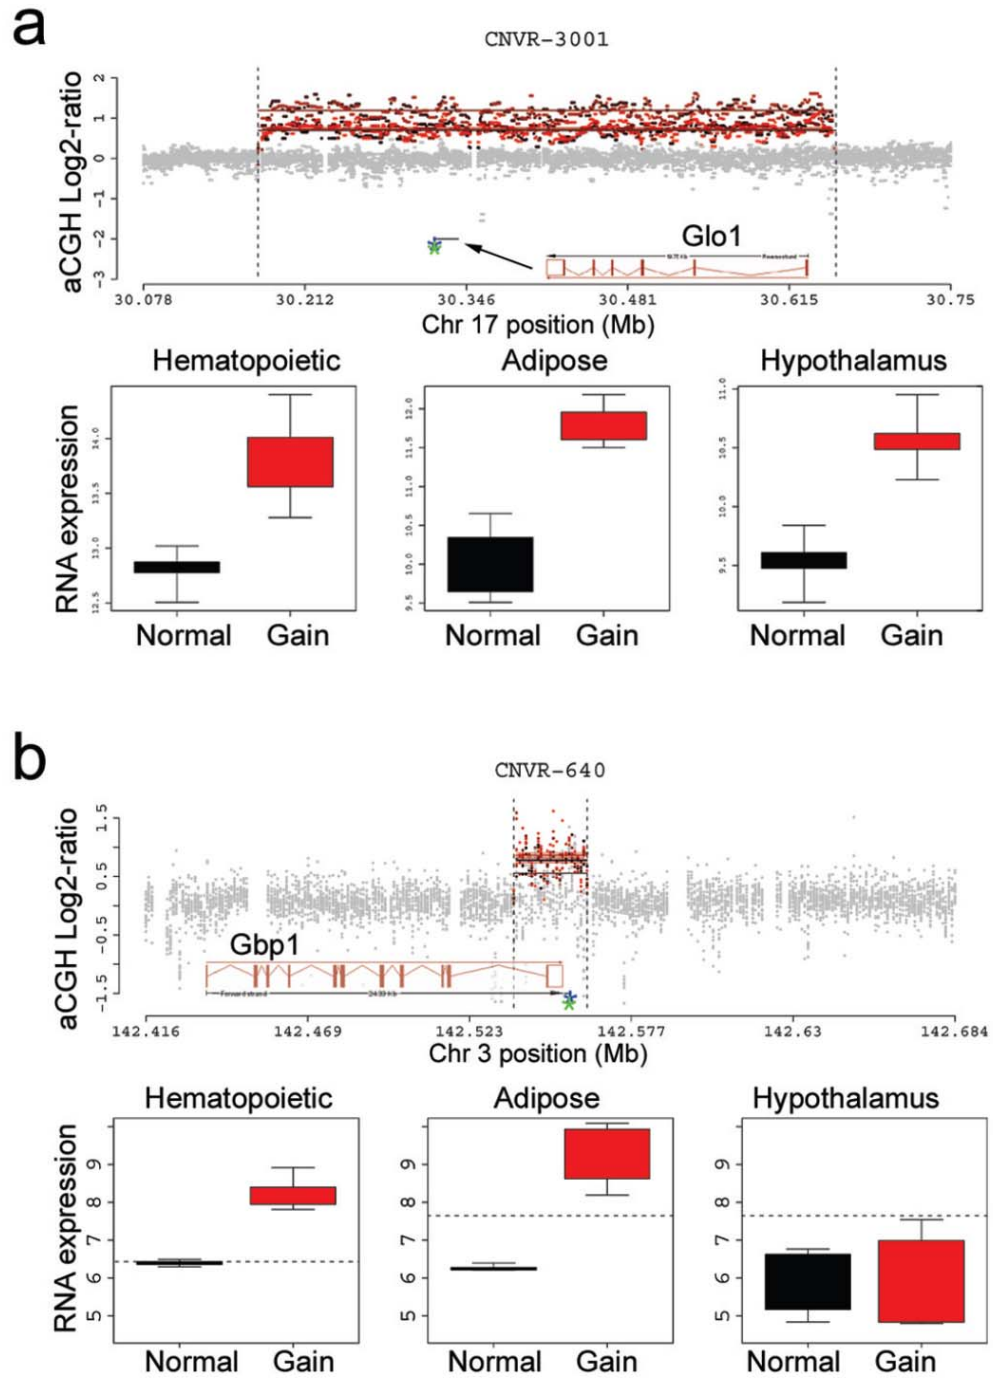 a
CNVR-3001
aCGH Log2-ratio
2
1
0
-1
-2
-3
Glo1
30.078 30.212 30.346 30.481 30.615 30.75
Chr 17 position (Mb)
Hematopoietic Adipose Hypothalamus
RNA expression
14.0
13.5
13.0
12.5
12.0
11.5
11.0
10.5
10.0
9.5
11.0
10.5
10.0
9.5
Normal Gain Normal Gain Normal Gain
b
CNVR-640
aCGH Log2-ratio
1.5
0.5
-0.5
-1.5
Gbp1
Forward strand
142.416 142.469 142.523 142.577 142.63 142.684
Chr 3 position (Mb)
Hematopoietic Adipose Hypothalamus
RNA expression
9
8
7
6
5
9
8
7
6
5
9
8
7
6
5
Normal Gain Normal Gain Normal Gain